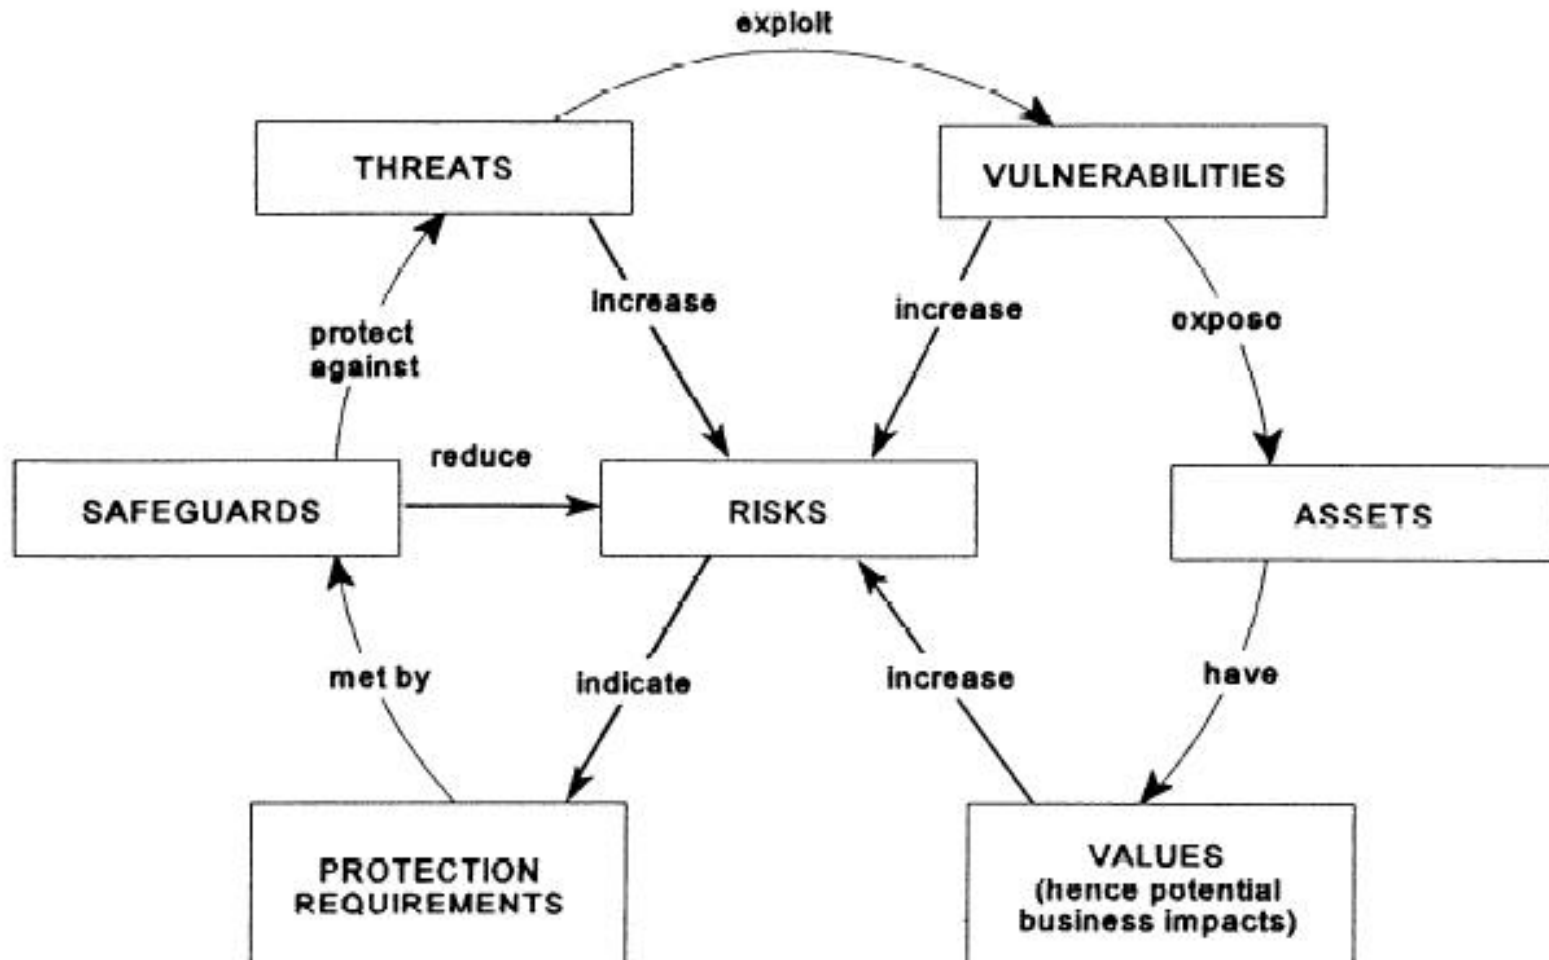 exploit
THREATS
VULNERABILITIES
increase
increase
expose
protect
against
reduce
SAFEGUARDS
RISKS
ASSETS
met by
indicate
increase
have
PROTECTION
REQUIREMENTS
VALUES
(hence potential
business impacts)